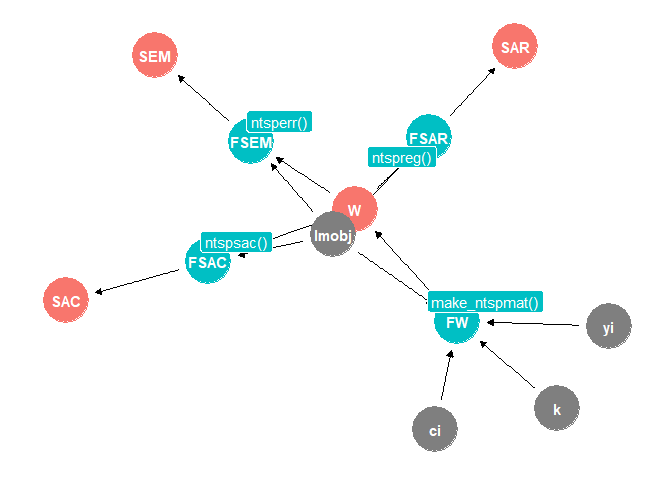 SAR
SEM
ntsperr()
FSEM
FSAR
ntspreg()
W
lmobj
ntspsac()
FSAC
SAC
make_ntspmat()
FW
yi
k
ci